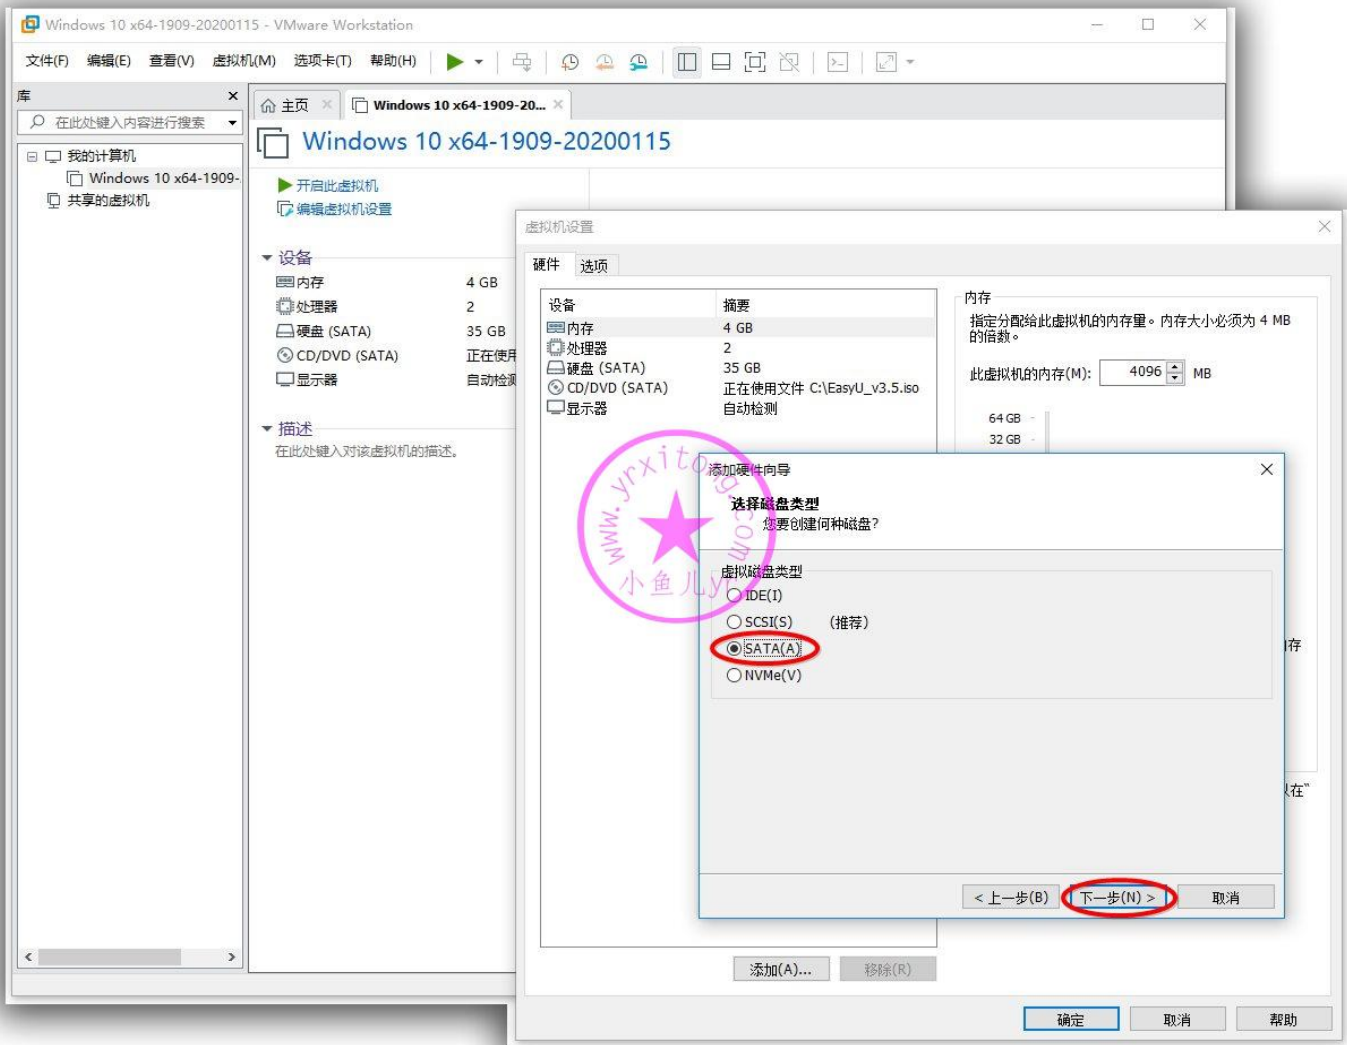 Windows 10 x64-1909-20200115 - VMware Workstation
文件(F) 编辑(E) 查看(V) 虚拟机(M) 选项卡(T) 帮助(H)
库
在此处键入内容进行搜索
我的计算机
Windows 10 x64-1909-
共享的虚拟机
主页
Windows 10 x64-1909-20...
Windows 10 x64-1909-20200115
开启此虚拟机
编辑虚拟机设置
设备
内存 4 GB
处理器 2
硬盘 (SATA) 35 GB
CD/DVD (SATA) 正在使用
显示器 自动检测
描述
在此处键入对该虚拟机的描述。
虚拟机设置
硬件 选项
设备 摘要
内存 4 GB
处理器 2
硬盘 (SATA) 35 GB
CD/DVD (SATA) 正在使用文件 C:\EasyU_v3.5.iso
显示器 自动检测
内存
指定分配给此虚拟机的内存量。内存大小必须为 4 MB
的倍数。
此虚拟机的内存(M): 4096 MB
64 GB
32 GB
www.yrxitong.com
小鱼儿yr
添加硬件向导
选择磁盘类型
您要创建何种磁盘?
虚拟磁盘类型
IDE(I)
SCSI(S) (推荐)
SATA(A)
NVMe(V)
存
在"
< 上一步(B) 下一步(N) > 取消
添加(A)... 移除(R)
确定 取消 帮助